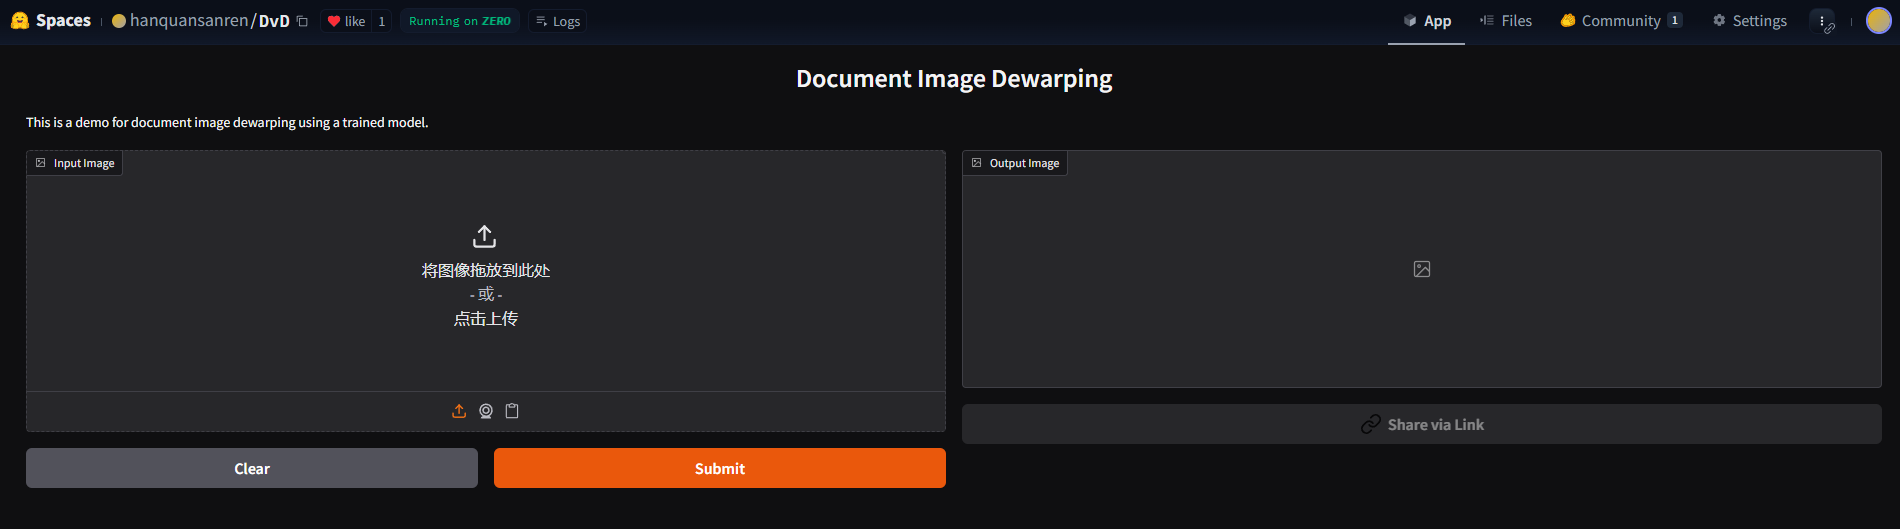 Spaces hanquansanren/DvD like 1 Running on ZERO Logs App Files Community 1 Settings
Document Image Dewarping
This is a demo for document image dewarping using a trained model.
Input Image
将图像拖放到此处
- 或 -
点击上传
Clear Submit
Output Image
Share via Link